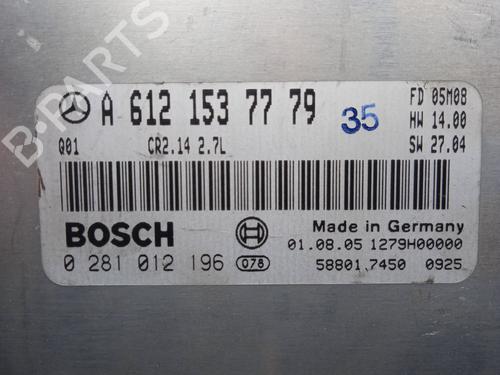 B-PARTS
A 612 153 77 79
35
FD 05M08
HW 14.00
SW 27.04
Q01 CR2.14 2.7L
BOSCH
Made in Germany
01.08.05 1279H00000
0 281 012 196 078
58801,7450 0925